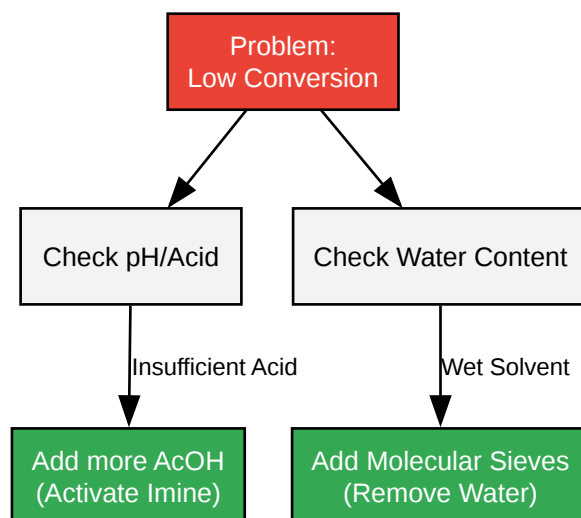 Problem:
Low Conversion
Check pH/Acid
Check Water Content
Insufficient Acid
Wet Solvent
Add more AcOH
(Activate Imine)
Add Molecular Sieves
(Remove Water)